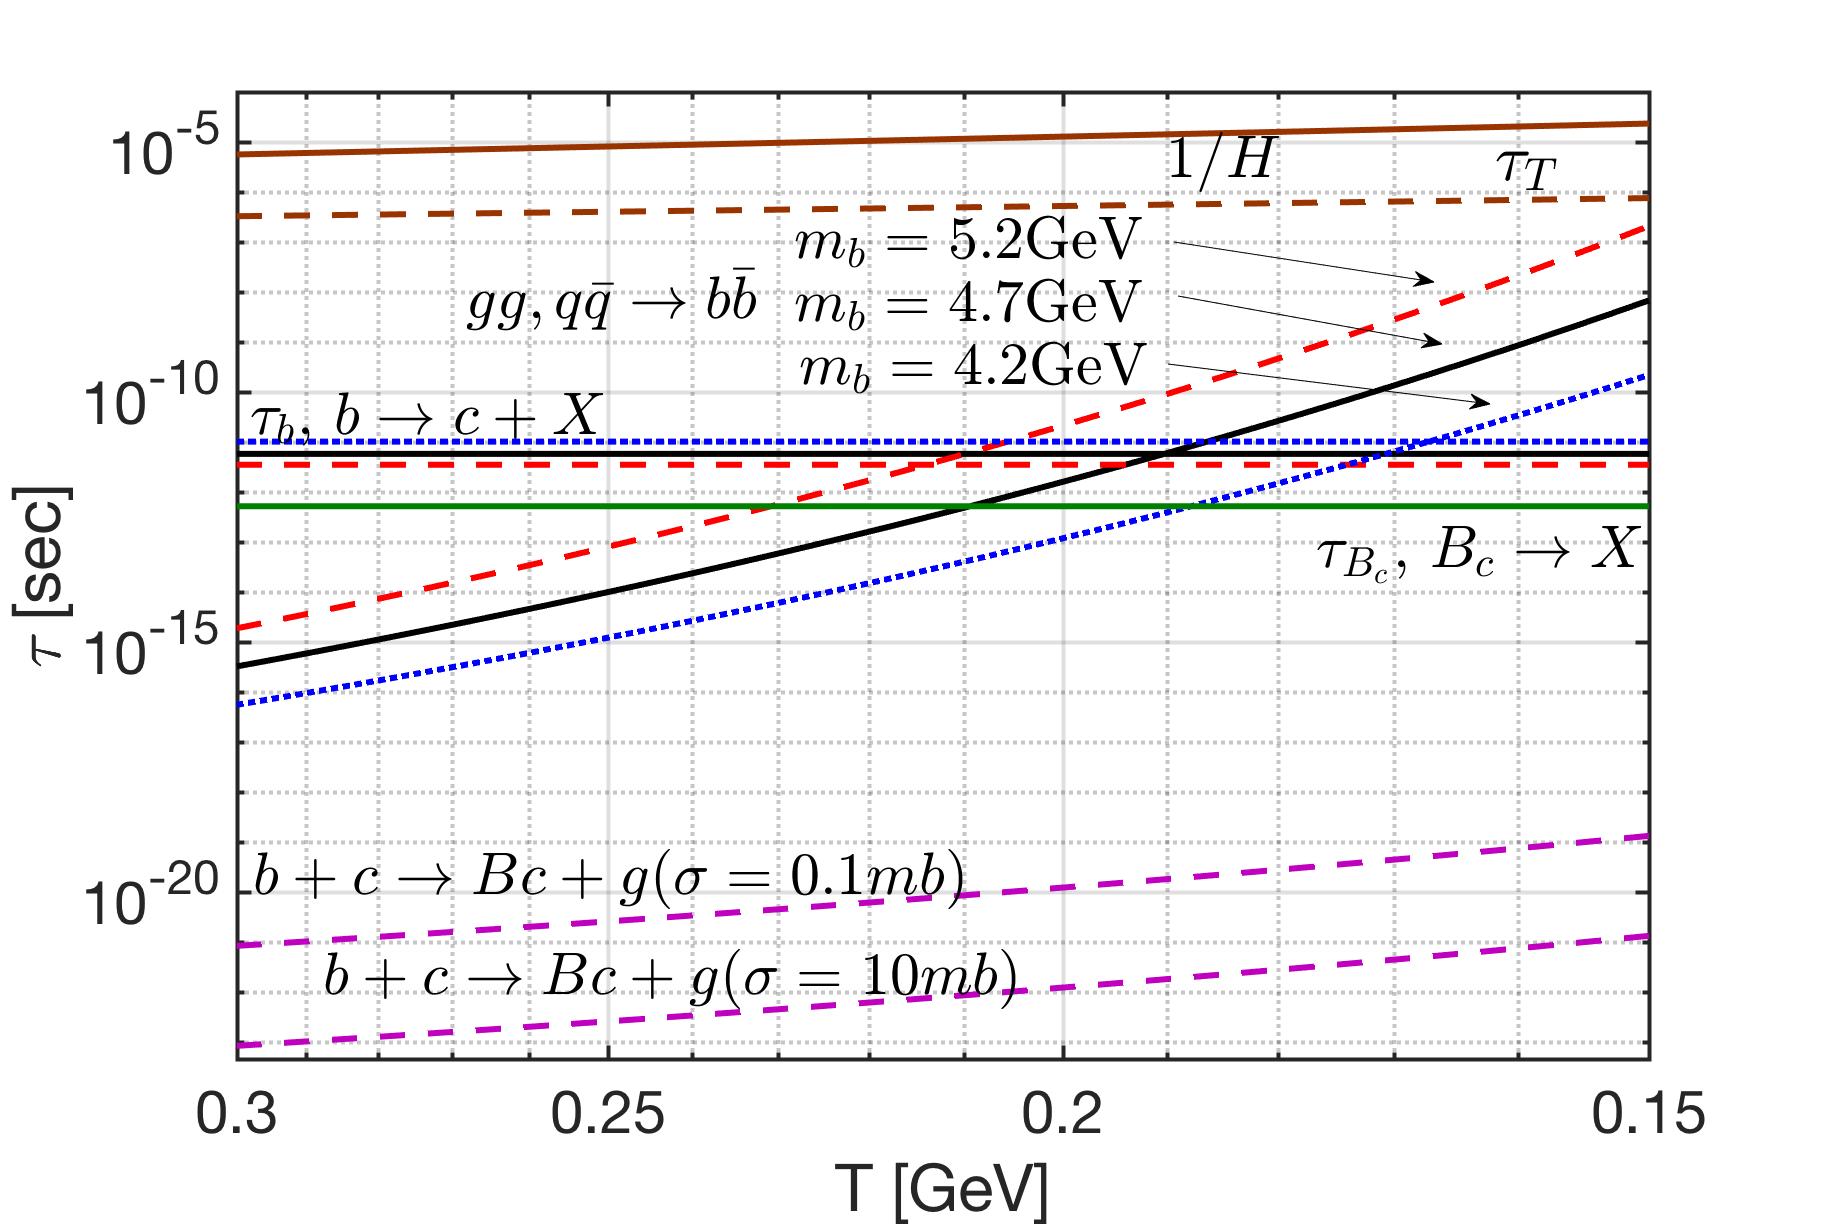 10^-5
1/H
τ_T
m_b = 5.2GeV
gg, qq̄ → bb̄ m_b = 4.7GeV
m_b = 4.2GeV
10^-10
τ_b, b → c + X
τ_{B_c}, B_c → X
10^-15
10^-20
b + c → Bc + g(σ = 0.1mb)
b + c → Bc + g(σ = 10mb)
τ [sec]
0.3 0.25 0.2 0.15
T [GeV]